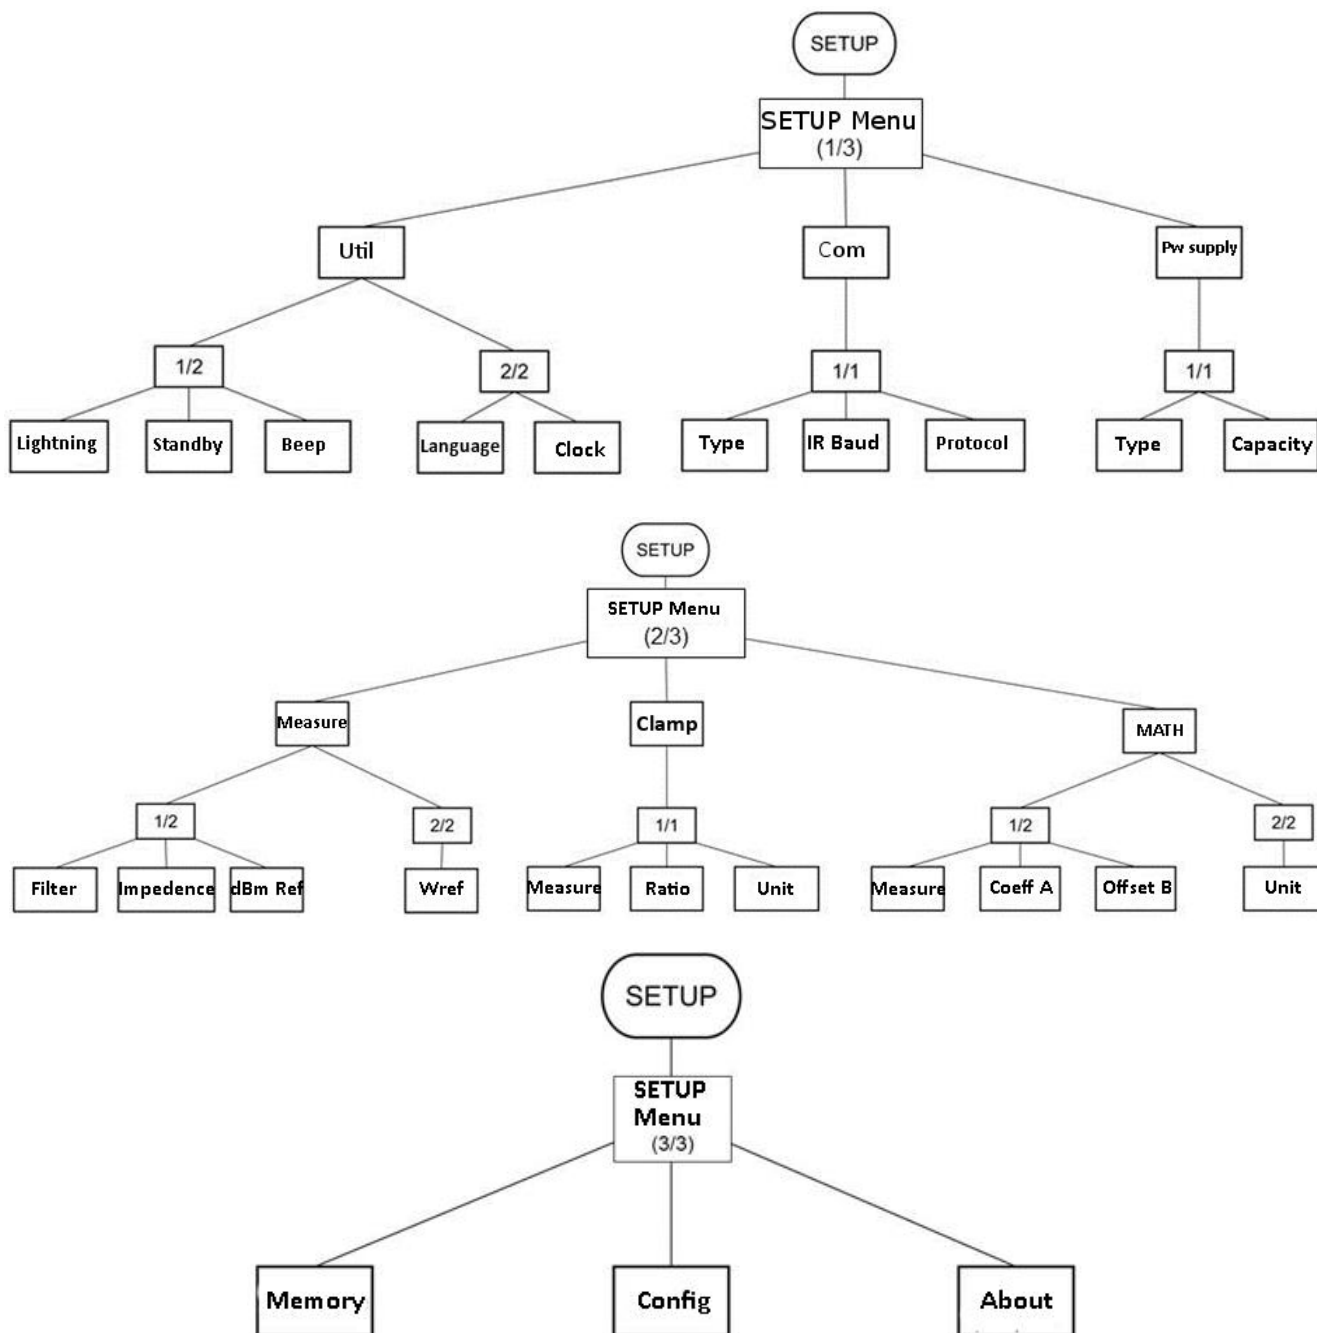 SETUP
SETUP Menu
(1/3)
Util
Com
Pw supply
1/2
2/2
1/1
1/1
Lightning
Standby
Beep
Language
Clock
Type
IR Baud
Protocol
Type
Capacity
SETUP
SETUP Menu
(2/3)
Measure
Clamp
MATH
1/2
2/2
1/1
1/2
2/2
Filter
Impedence
dBm Ref
Wref
Measure
Ratio
Unit
Measure
Coeff A
Offset B
Unit
SETUP
SETUP
Menu
(3/3)
Memory
Config
About